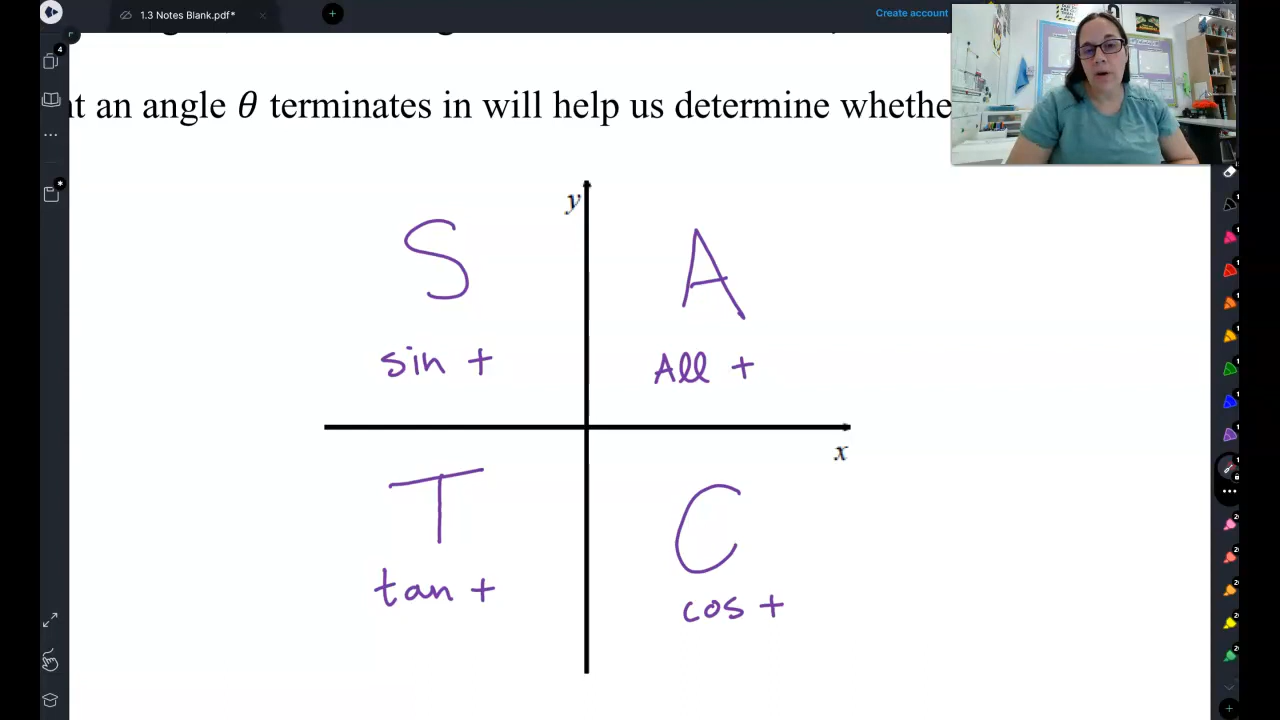 1.3 Notes Blank.pdf*
Create account
an angle θ terminates in will help us determine
y
S A
sin + All +
x
T C
tan + cos +